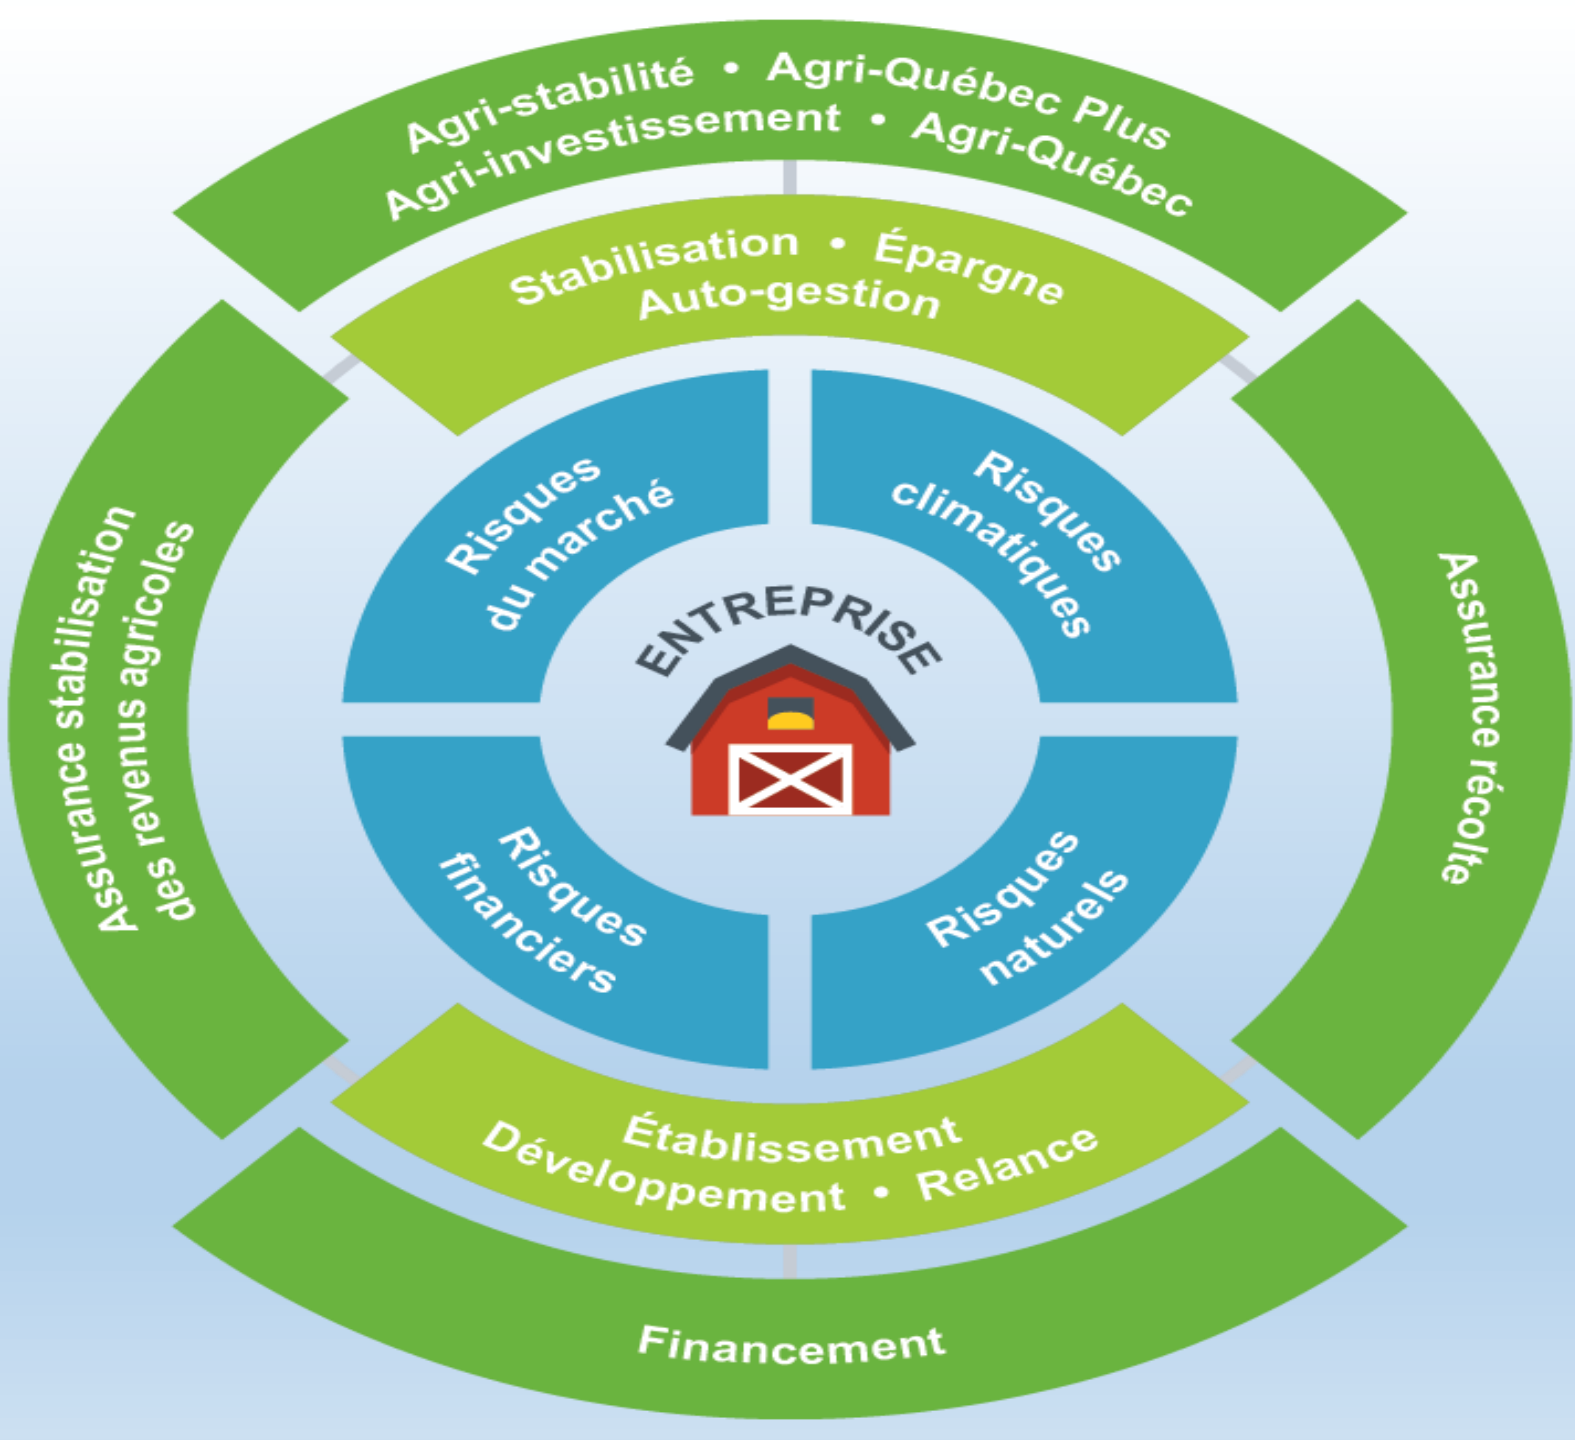 Agri-stabilité • Agri-Québec Plus
Agri-investissement • Agri-Québec
Stabilisation • Épargne
Auto-gestion
Risques
du marché
Risques
climatiques
ENTREPRISE
Assurance stabilisation
des revenus agricoles
Assurance récolte
Risques
financiers
Risques
naturels
Établissement
Développement • Relance
Financement